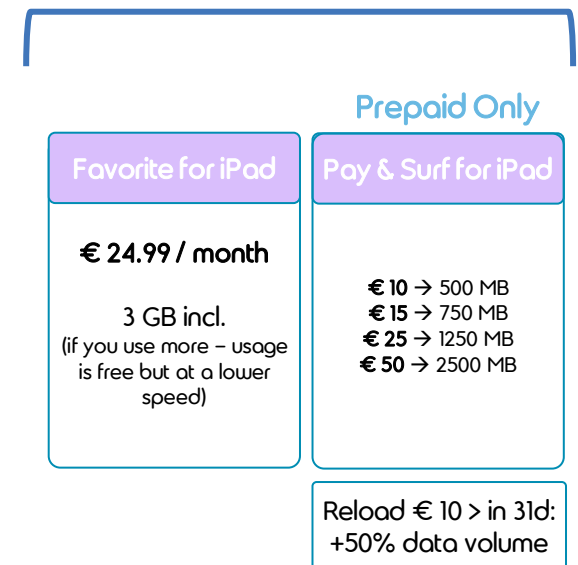 Prepaid Only
Favorite for iPad
€ 24.99 / month
3 GB incl.
(if you use more – usage
is free but at a lower
speed)
Pay & Surf for iPad
€ 10 → 500 MB
€ 15 → 750 MB
€ 25 → 1250 MB
€ 50 → 2500 MB
Reload € 10 > in 31d:
+50% data volume